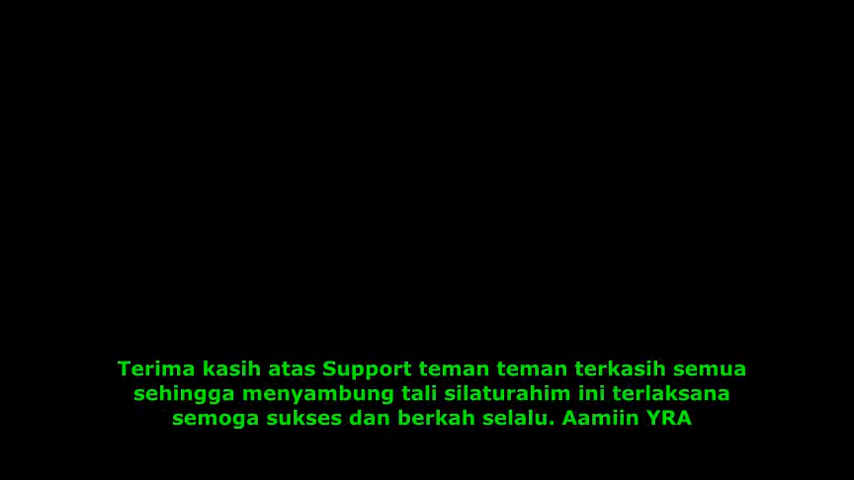 Terima kasih atas Support teman teman terkasih semua
sehingga menyambung tali silaturahim ini terlaksana
semoga sukses dan berkah selalu. Aamiin YRA